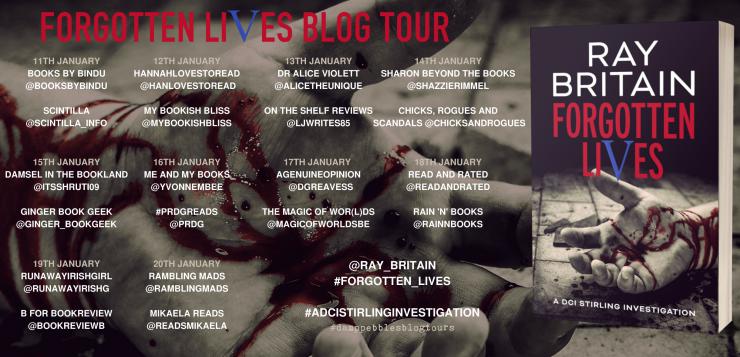 FORGOTTEN LIVES BLOG TOUR
11TH JANUARY
BOOKS BY BINDU
@BOOKSBYBINDU
SCINTILLA
@SCINTILLA_INFO
12TH JANUARY
HANNAHLOVESTOREAD
@HANLOVESTOREAD
MY BOOKISH BLISS
@MYBOOKISHBLISS
13TH JANUARY
DR ALICE VIOLETT
@ALICETHEUNIQUE
ON THE SHELF REVIEWS
@LJWRITES85
14TH JANUARY
SHARON BEYOND THE BOOKS
@SHAZZIERIMMEL
CHICKS, ROGUES AND
SCANDALS @CHICKSANDROGUES
15TH JANUARY
DAMSEL IN THE BOOKLAND
@ITSSHRUTI09
GINGER BOOK GEEK
@GINGER_BOOKGEEK
16TH JANUARY
ME AND MY BOOKS
@YVONNEMBEE
#PRDGREADS
@PRDG
17TH JANUARY
AGENUINEOPINION
@DGREAVESS
THE MAGIC OF WOR(L)DS
@MAGICOFWORLDSBE
18TH JANUARY
READ AND RATED
@READANDRATED
RAIN 'N' BOOKS
@RAINNBOOKS
19TH JANUARY
RUNAWAYIRISHGIRL
@RUNAWAYIRISHG
B FOR BOOKREVIEW
@BOOKREVIEWB
20TH JANUARY
RAMBLING MADS
@RAMBLINGMADS
MIKAELA READS
@READSMIKAELA
@RAY_BRITAIN
#FORGOTTEN_LIVES
#ADCISTIRLINGINVESTIGATION
#damppebblesblogtours
RAY
BRITAIN
FORGOTTEN
LIVES
A DCI STIRLING INVESTIGATION